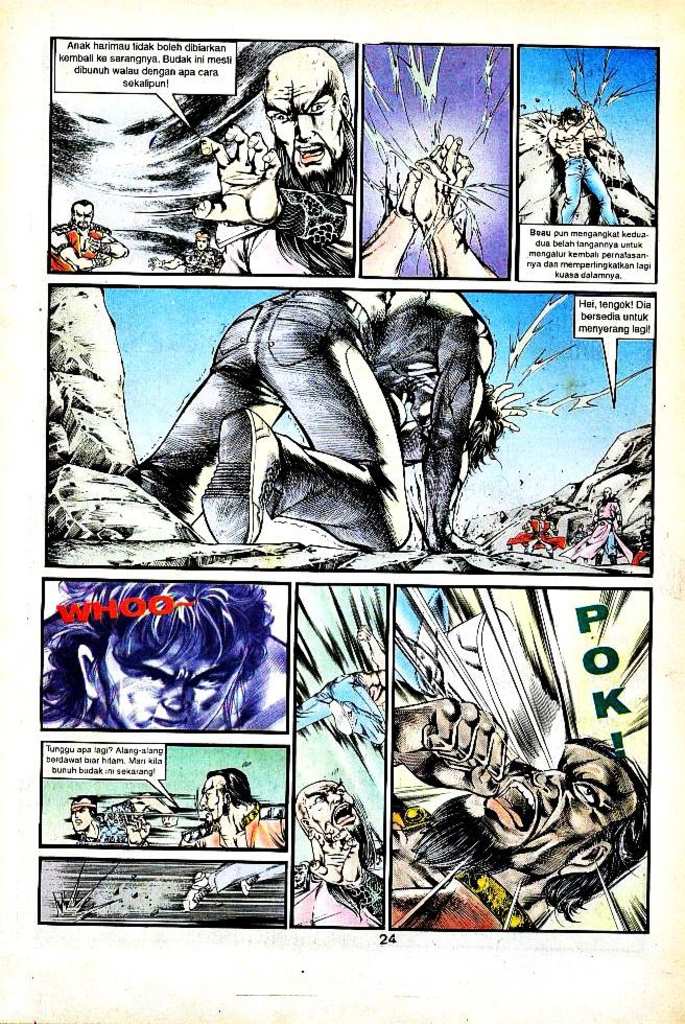 Anak harimau tidak boleh dibiarkan
kembali ke sarangnya. Budak ini mesti
dibunuh walau dengan apa cara
sekalipun!
Beau pun mengangkat kedua-
dua belah tangannya untuk
mengalur kembali pernafasan-
nya dan mempertingkatkan lagi
kuasa dalamnya.
Hei, tengok! Dia
bersedia untuk
menyerang lagi!
WHOO~
Tunggu apa lagi? Alang-alang
berdawat biar hitam. Mari kita
bunuh budak ini sekarang!
POK!
24